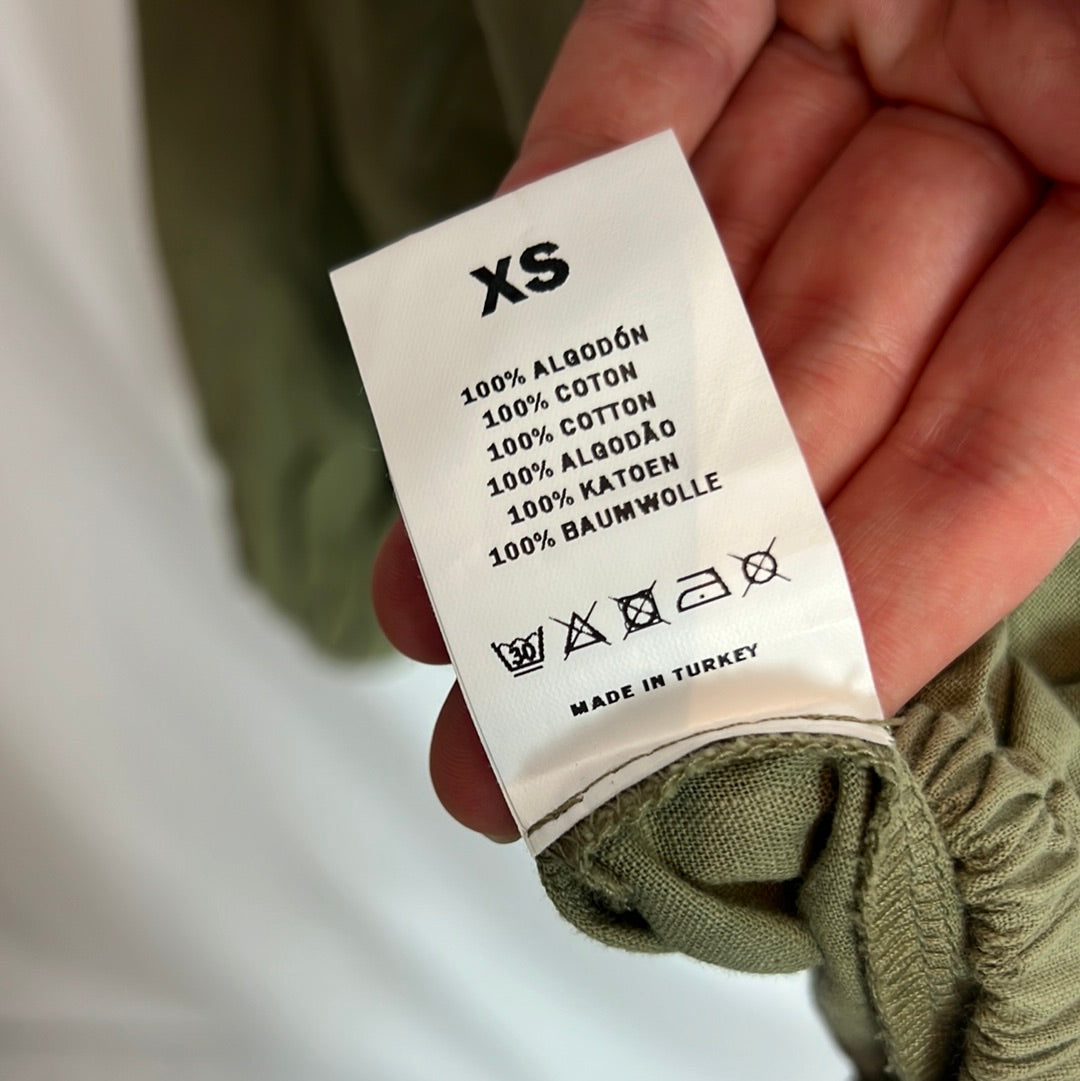 XS
100% ALGODÓN
100% COTON
100% COTTON
100% ALGODÃO
100% KATOEN
100% BAUMWOLLE
30
MADE IN TURKEY